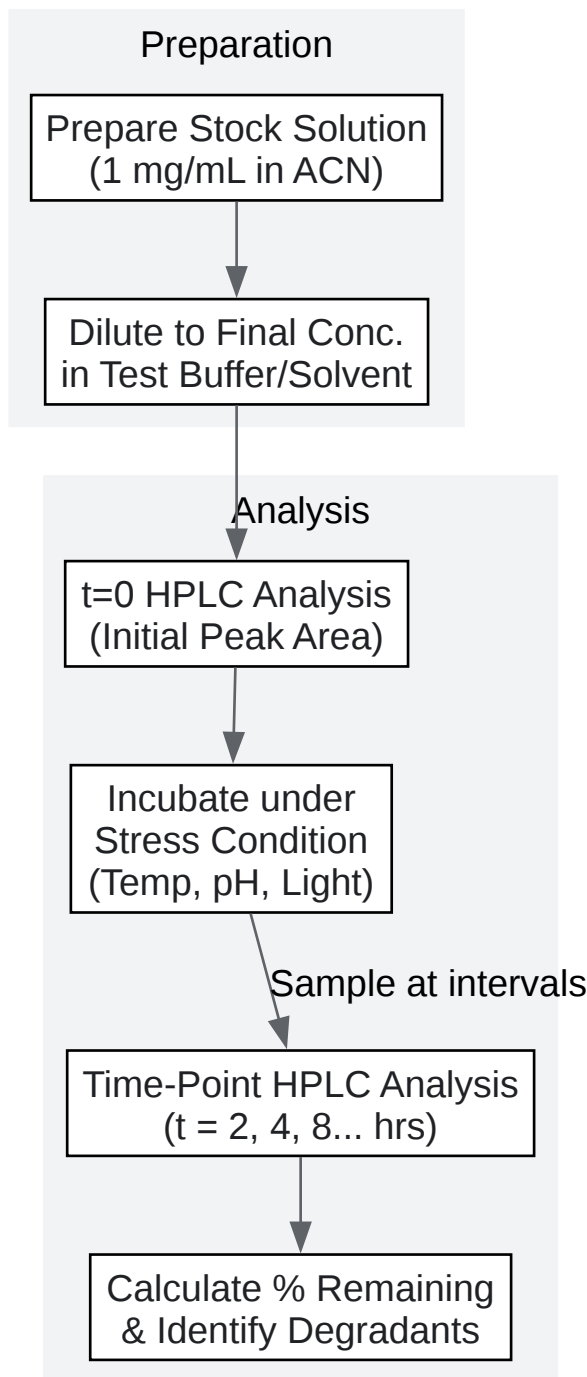 Preparation
Prepare Stock Solution
(1 mg/mL in ACN)
Dilute to Final Conc.
in Test Buffer/Solvent
Analysis
t=0 HPLC Analysis
(Initial Peak Area)
Incubate under
Stress Condition
(Temp, pH, Light)
Sample at intervals
Time-Point HPLC Analysis
(t = 2, 4, 8... hrs)
Calculate % Remaining
& Identify Degradants